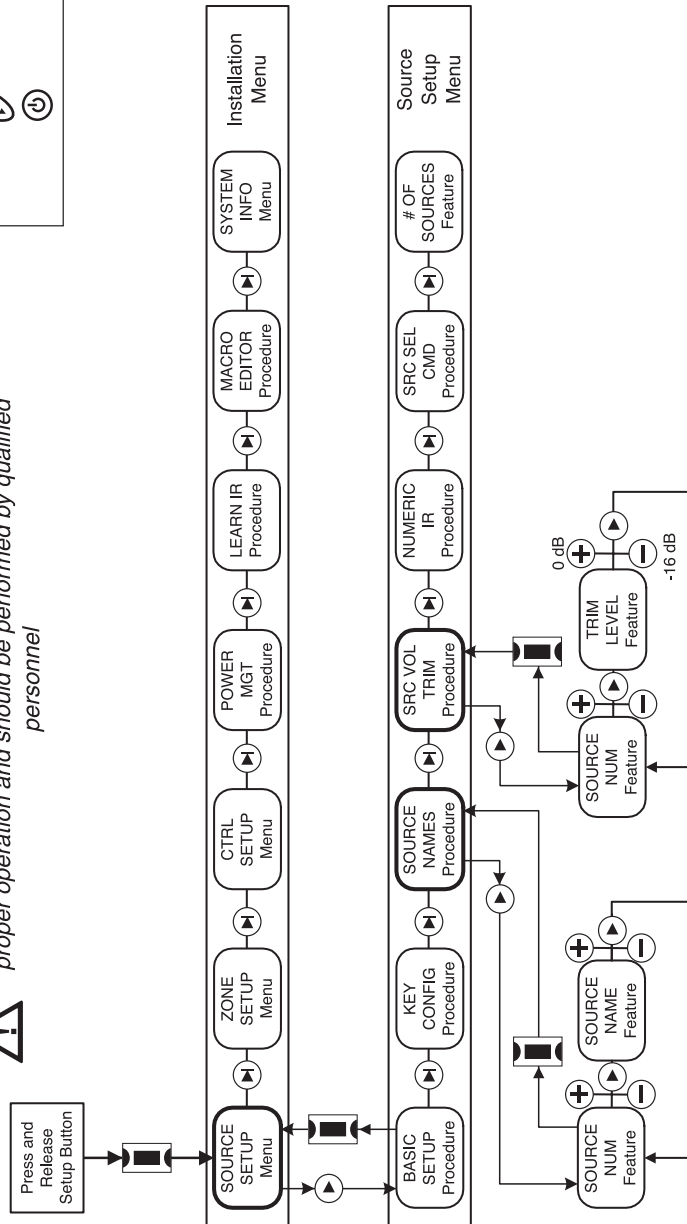 proper operation and should be performed by qualified
personnel
Press and
Release
Setup Button
SOURCE
SETUP
Menu
ZONE
SETUP
Menu
CTRL
SETUP
Menu
POWER
MGT
Procedure
LEARN IR
Procedure
MACRO
EDITOR
Procedure
SYSTEM
INFO
Menu
Installation
Menu
BASIC
SETUP
Procedure
KEY
CONFIG
Procedure
SOURCE
NAMES
Procedure
SRC VOL
TRIM
Procedure
NUMERIC
IR
Procedure
SRC SEL
CMD
Procedure
# OF
SOURCES
Feature
Source
Setup
Menu
SOURCE
NUM
Feature
SOURCE
NAME
Feature
SOURCE
NUM
Feature
TRIM
LEVEL
Feature
0 dB
-16 dB